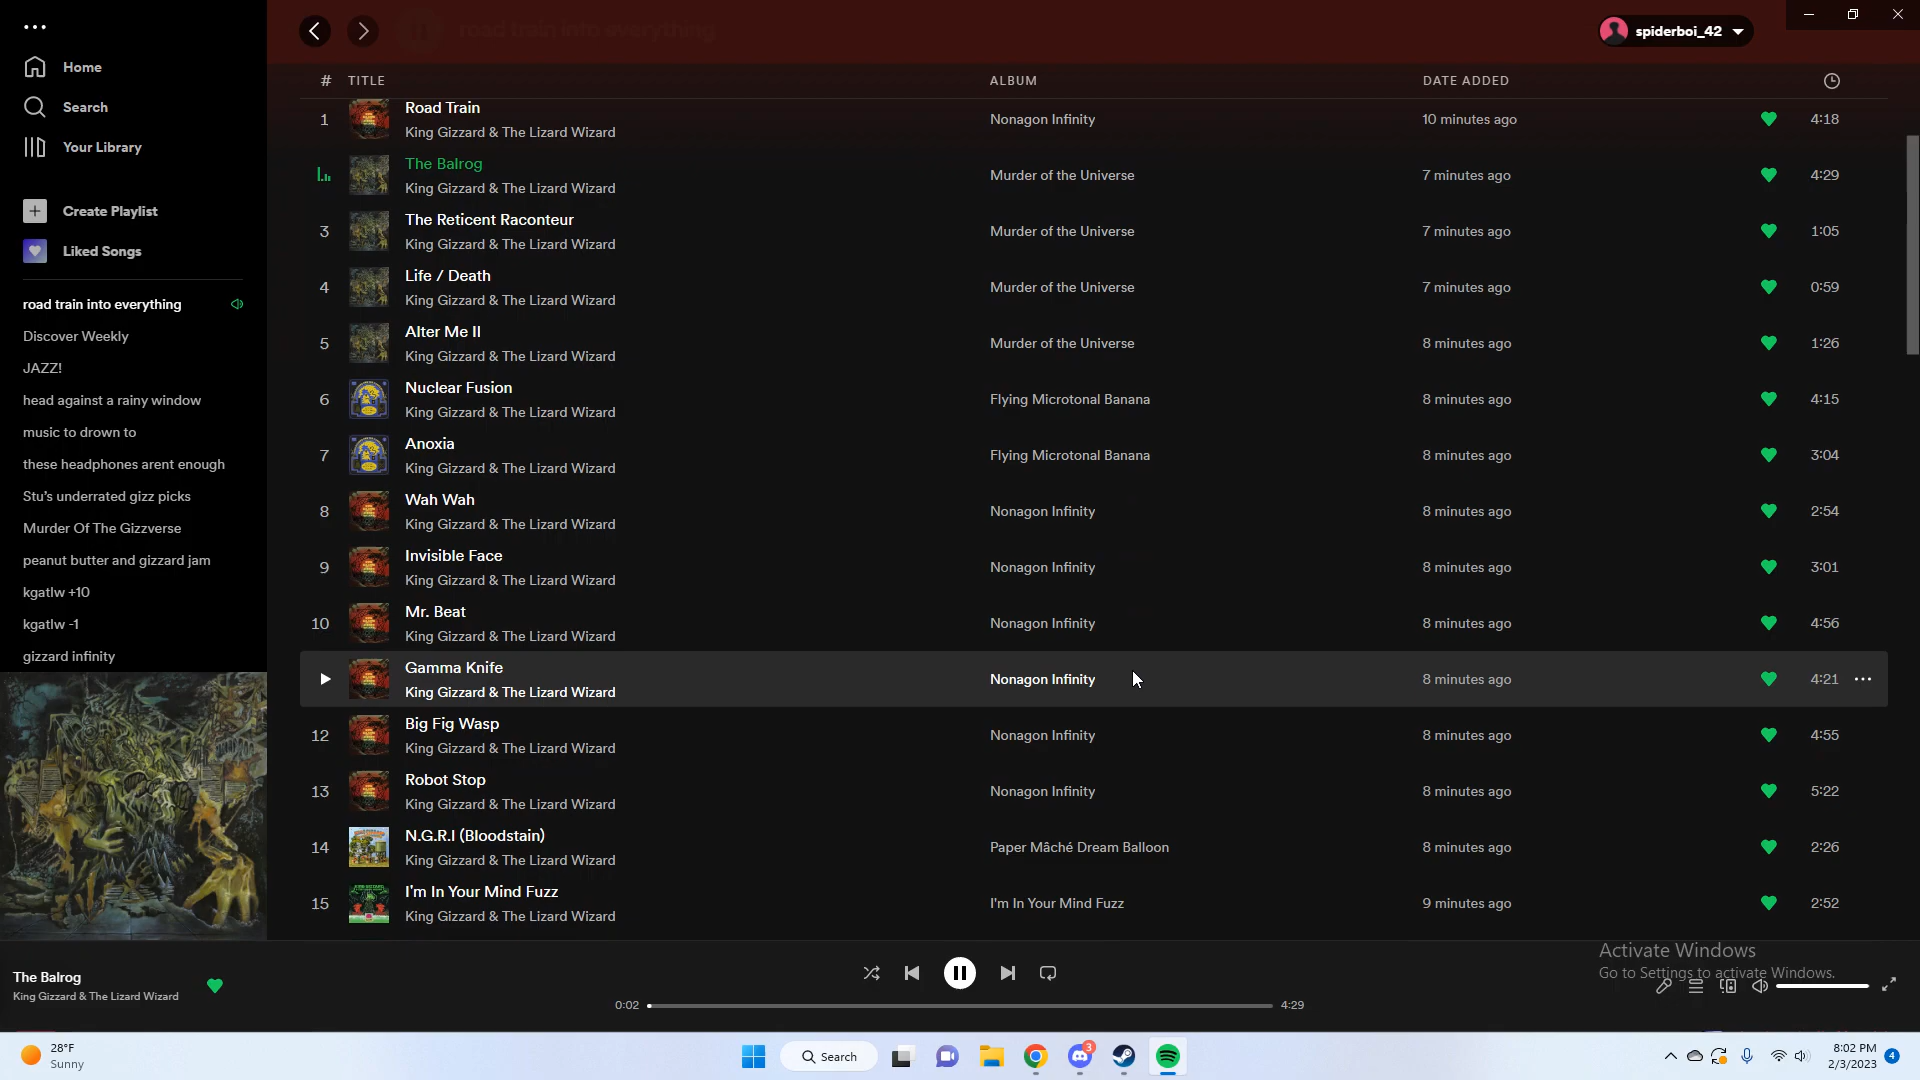 road train into everything
spiderboi_42
Home
Search
Your Library
Create Playlist
Liked Songs
road train into everything
Discover Weekly
JAZZ!
head against a rainy window
music to drown to
these headphones arent enough
Stu's underrated gizz picks
Murder Of The Gizzverse
peanut butter and gizzard jam
kgatlw +10
kgatlw -1
gizzard infinity
# TITLE ALBUM DATE ADDED
1 Road Train Nonagon Infinity 10 minutes ago 4:18
King Gizzard & The Lizard Wizard
The Balrog Murder of the Universe 7 minutes ago 4:29
King Gizzard & The Lizard Wizard
3 The Reticent Raconteur Murder of the Universe 7 minutes ago 1:05
King Gizzard & The Lizard Wizard
4 Life / Death Murder of the Universe 7 minutes ago 0:59
King Gizzard & The Lizard Wizard
5 Alter Me II Murder of the Universe 8 minutes ago 1:26
King Gizzard & The Lizard Wizard
6 Nuclear Fusion Flying Microtonal Banana 8 minutes ago 4:15
King Gizzard & The Lizard Wizard
7 Anoxia Flying Microtonal Banana 8 minutes ago 3:04
King Gizzard & The Lizard Wizard
8 Wah Wah Nonagon Infinity 8 minutes ago 2:54
King Gizzard & The Lizard Wizard
9 Invisible Face Nonagon Infinity 8 minutes ago 3:01
King Gizzard & The Lizard Wizard
10 Mr. Beat Nonagon Infinity 8 minutes ago 4:56
King Gizzard & The Lizard Wizard
Gamma Knife Nonagon Infinity 8 minutes ago 4:21
King Gizzard & The Lizard Wizard
12 Big Fig Wasp Nonagon Infinity 8 minutes ago 4:55
King Gizzard & The Lizard Wizard
13 Robot Stop Nonagon Infinity 8 minutes ago 5:22
King Gizzard & The Lizard Wizard
14 N.G.R.I (Bloodstain) Paper Mâché Dream Balloon 8 minutes ago 2:26
King Gizzard & The Lizard Wizard
15 I'm In Your Mind Fuzz I'm In Your Mind Fuzz 9 minutes ago 2:52
King Gizzard & The Lizard Wizard
The Balrog
King Gizzard & The Lizard Wizard
0:02 4:29
Activate Windows
Go to Settings to activate Windows.
28°F
Sunny
Search
3
8:02 PM
2/3/2023
4